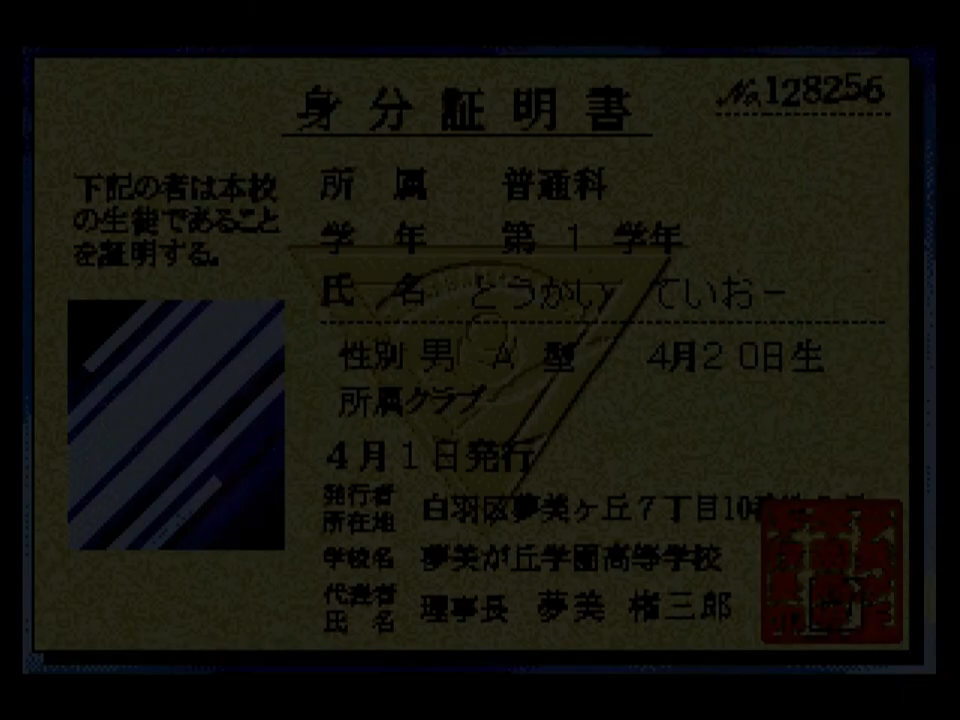 身分証明書
№128256
下記の者は本校
の生徒であること
を証明する。
所属 普通科
学年 第1学年
氏名 とうかい ていおー
性別 男 A型 4月20日生
所属クラブ
4月1日発行
発行者所在地 白羽区夢美ヶ丘7丁目10
学校名 夢美が丘学園高等学校
代表者氏名 理事長 夢美 権三郎